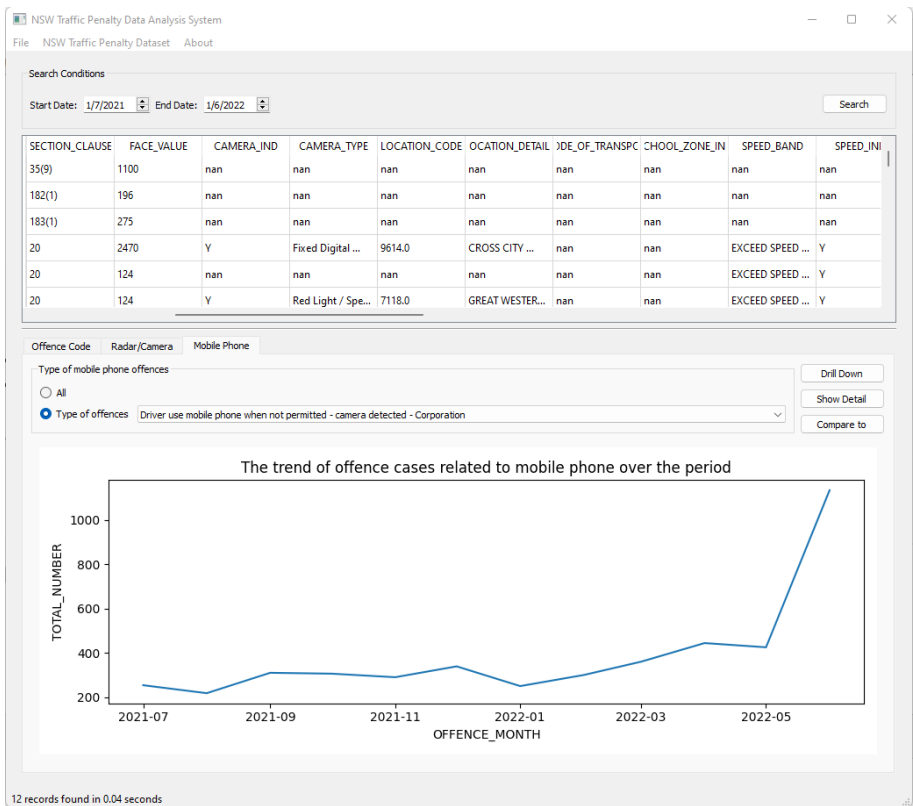 NSW Traffic Penalty Data Analysis System
File NSW Traffic Penalty Dataset About
Search Conditions
Start Date: 1/7/2021 End Date: 1/6/2022 Search
SECTION_CLAUSE FACE_VALUE CAMERA_IND CAMERA_TYPE LOCATION_CODE OCATION_DETAIL ODE_OF_TRANSPC CHOOL_ZONE_IN SPEED_BAND SPEED_INI
35(9) 1100 nan nan nan nan nan nan nan nan
182(1) 196 nan nan nan nan nan nan nan nan
183(1) 275 nan nan nan nan nan nan nan nan
20 2470 Y Fixed Digital ... 9614.0 CROSS CITY ... nan nan EXCEED SPEED ... Y
20 124 nan nan nan nan nan nan EXCEED SPEED ... Y
20 124 Y Red Light / Spe... 7118.0 GREAT WESTER... nan nan EXCEED SPEED ... Y
Offence Code Radar/Camera Mobile Phone
Type of mobile phone offences
Drill Down
All
Show Detail
Type of offences Driver use mobile phone when not permitted - camera detected - Corporation
Compare to
The trend of offence cases related to mobile phone over the period
1000
800
600
400
200
TOTAL_NUMBER
2021-07 2021-09 2021-11 2022-01 2022-03 2022-05
OFFENCE_MONTH
12 records found in 0.04 seconds